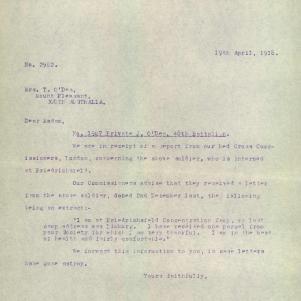 19th April, 1918.
No. 2982.
Mrs. T. O'Dea,
Mount Pleasant,
SOUTH AUSTRALIA.
Dear Madam,
No. 1967 Private J. O'Dea, 48th Battalion.
We are in receipt of a report from our Red Cross Com-
missioners, London, concerning the above soldier, who is interned
at Friedrichsfeld.
Our Commissioners advise that they received a letter
from the above soldier, dated 2nd December last, the following
being an extract:-
"I am at Friedrichsfeld Concentration Camp, my last
camp address was Limburg. I have received one parcel from
your Society for which I am very thankful. I am in the best
of health and fairly comfortable."
We forward this information to you, in case letters
have gone astray.
Yours faithfully,